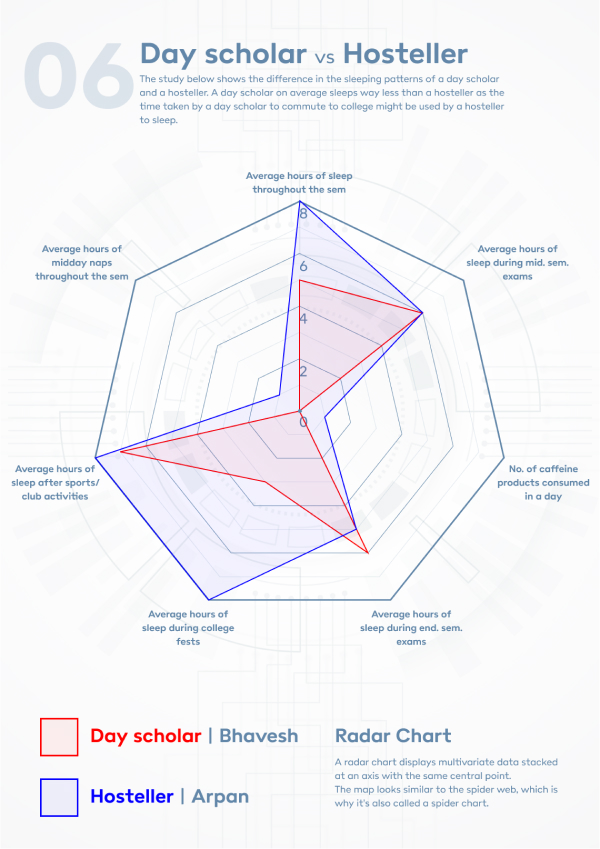 06
Day scholar vs Hosteller
The study below shows the difference in the sleeping patterns of a day scholar
and a hosteller. A day scholar on average sleeps way less than a hosteller as the
time taken by a day scholar to commute to college might be used by a hosteller
to sleep.
Average hours of sleep
throughout the sem
8
Average hours of
midday naps
throughout the sem
Average hours of
sleep during mid. sem.
exams
6
4
2
0
Average hours of
sleep after sports/
club activities
No. of caffeine
products consumed
in a day
Average hours of
sleep during college
fests
Average hours of
sleep during end. sem.
exams
Day scholar | Bhavesh
Hosteller | Arpan
Radar Chart
A radar chart displays multivariate data stacked
at an axis with the same central point.
The map looks similar to the spider web, which is
why it's also called a spider chart.